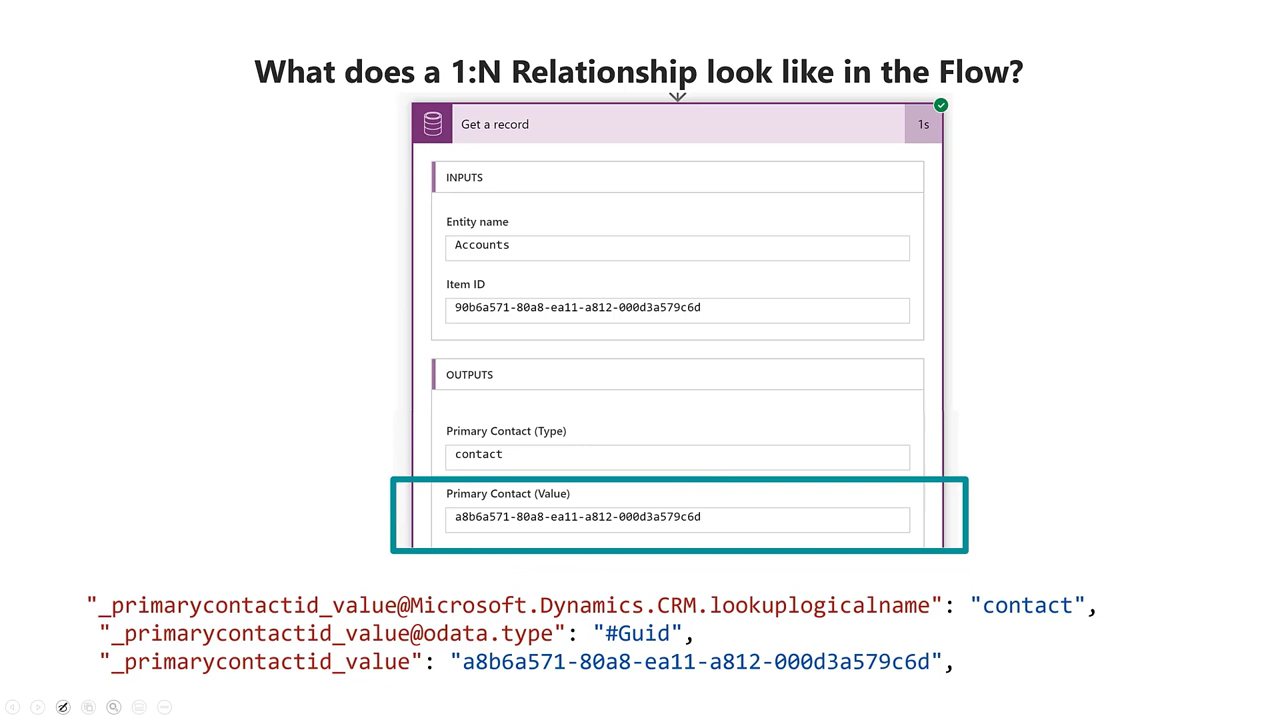 What does a 1:N Relationship look like in the Flow?
Get a record
1s
INPUTS
Entity name
Accounts
Item ID
90b6a571-80a8-ea11-a812-000d3a579c6d
OUTPUTS
Primary Contact (Type)
contact
Primary Contact (Value)
a8b6a571-80a8-ea11-a812-000d3a579c6d
"_primarycontactid_value@Microsoft.Dynamics.CRM.lookuplogicalname": "contact",
"_primarycontactid_value@odata.type": "#Guid",
"_primarycontactid_value": "a8b6a571-80a8-ea11-a812-000d3a579c6d",